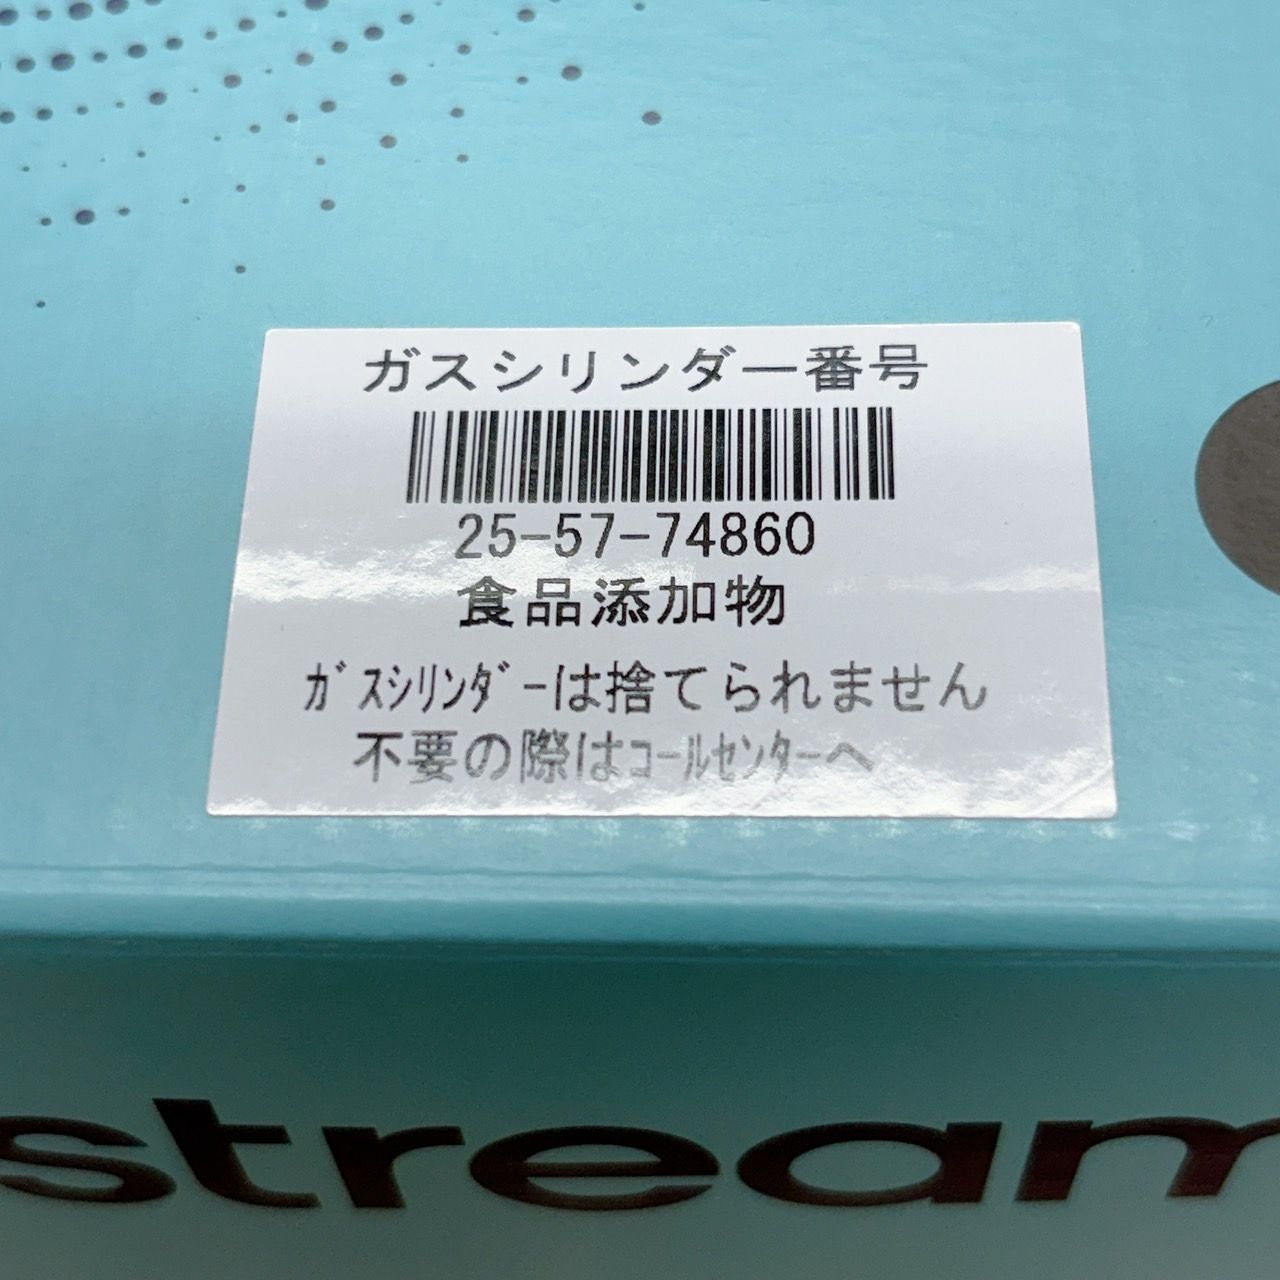 ガスシリンダー番号
25-57-74860
食品添加物
ｶﾞｽｼﾘﾝﾀﾞｰは捨てられません
不要の際はｺｰﾙｾﾝﾀｰへ
stream